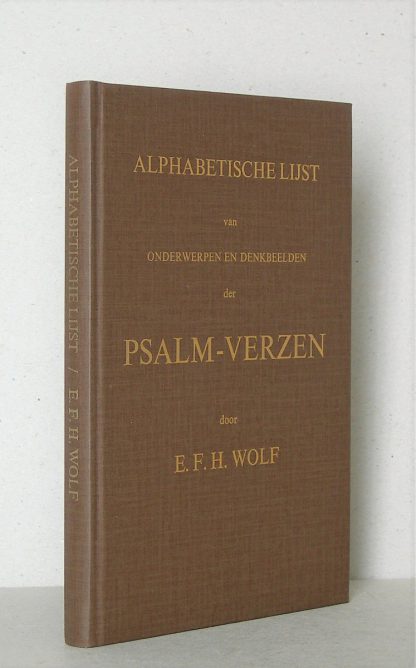 ALPHABETISCHE LIJST
van
ONDERWERPEN EN DENKBEELDEN
der
PSALM-VERZEN
door
E. F. H. WOLF
ALPHABETISCHE LIJST / E. F. H. WOLF